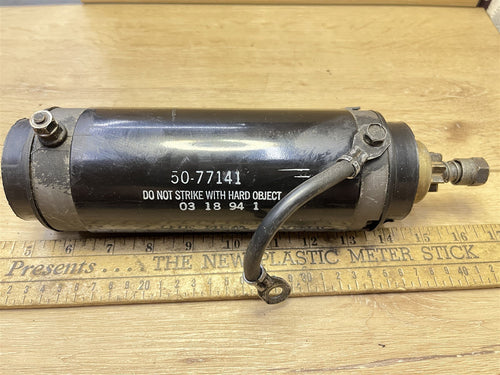 50-77141
DO NOT STRIKE WITH HARD OBJECT
03 18 94 1
Presents.... THE NEW PLASTIC METER STICK